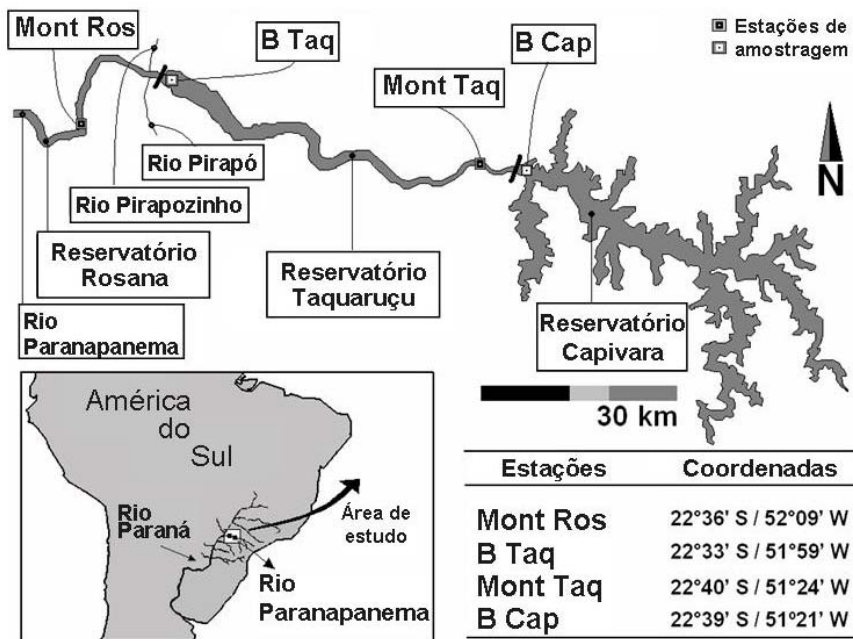 Mont Ros
B Taq
Mont Taq
B Cap
Estações de
amostragem
N
Rio Pirapó
Rio Pirapozinho
Reservatório
Rosana
Rio
Paranapanema
Reservatório
Taquaruçu
Reservatório
Capivara
30 km
América
do
Sul
Rio
Paraná
Área de
estudo
Rio
Paranapanema
Estações Coordenadas
Mont Ros 22°36' S / 52°09' W
B Taq 22°33' S / 51°59' W
Mont Taq 22°40' S / 51°24' W
B Cap 22°39' S / 51°21' W